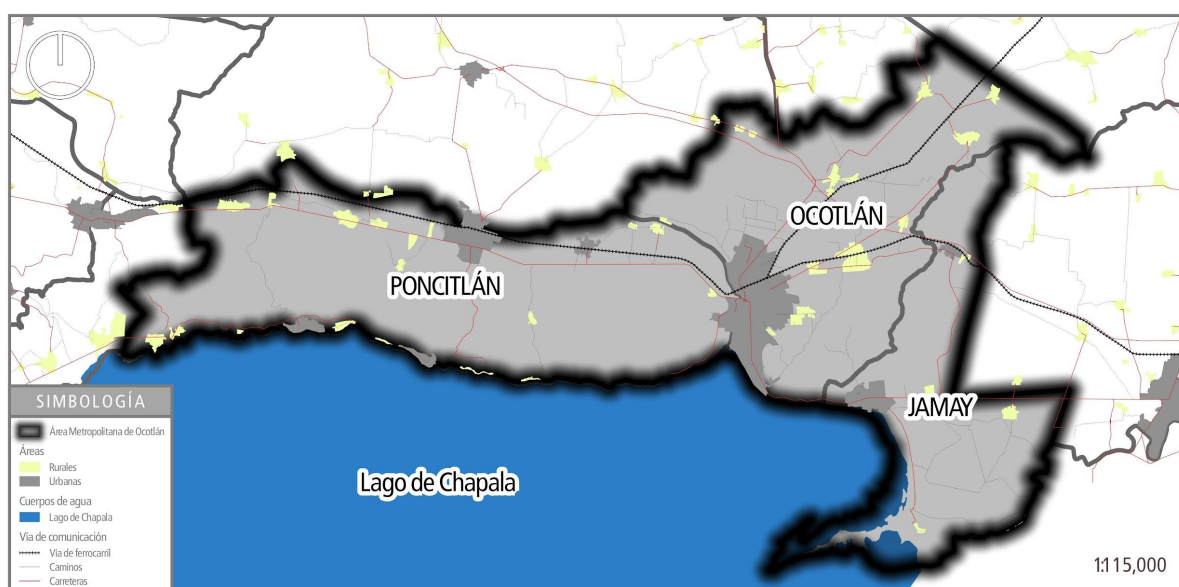 OCOTLÁN
PONCITLÁN
JAMAY
Lago de Chapala
SIMBOLOGÍA
Área Metropolitana de Ocotlán
Áreas
Rurales
Urbanas
Cuerpos de agua
Lago de Chapala
Vía de comunicación
Vía de ferrocarril
Caminos
Carreteras
1:115,000